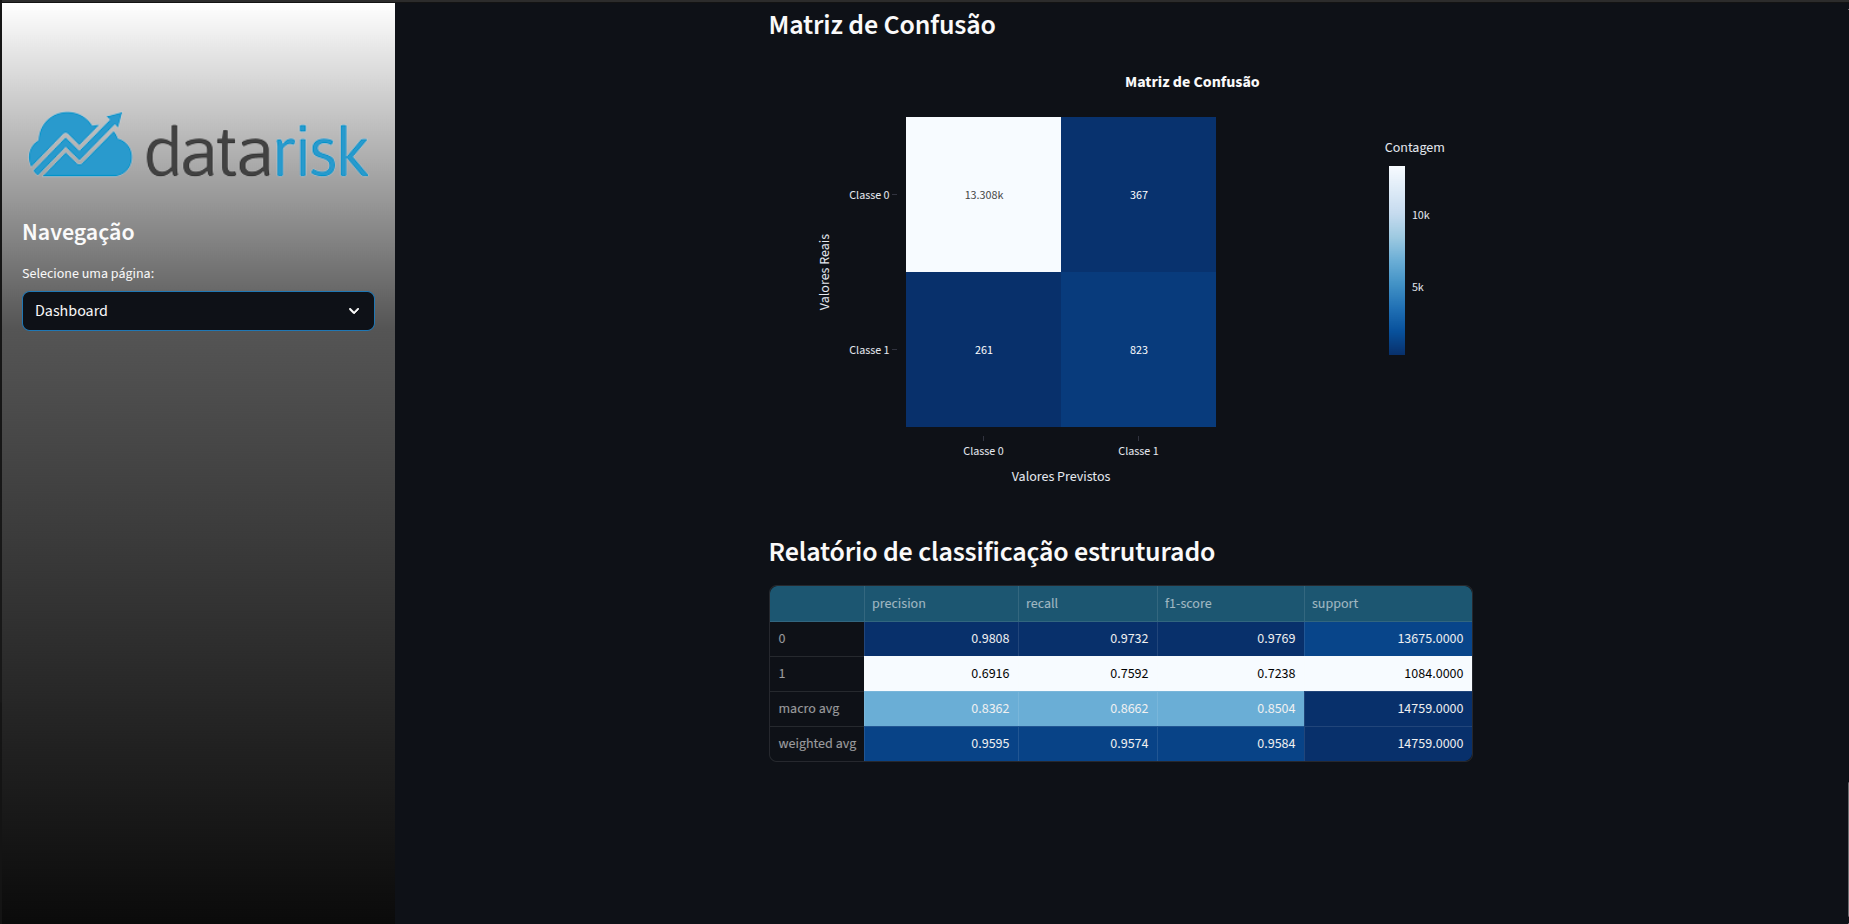 datarisk
Navegação
Selecione uma página:
Dashboard
Matriz de Confusão
Matriz de Confusão
Contagem
10k
5k
Valores Reais
Classe 0
13.308k 367
Classe 1
261 823
Classe 0 Classe 1
Valores Previstos
Relatório de classificação estruturado
precision recall f1-score support
0 0.9808 0.9732 0.9769 13675.0000
1 0.6916 0.7592 0.7238 1084.0000
macro avg 0.8362 0.8662 0.8504 14759.0000
weighted avg 0.9595 0.9574 0.9584 14759.0000